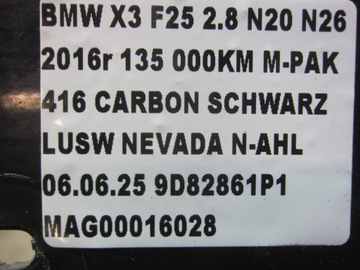 BMW X3 F25 2.8 N20 N26
2016r 135 000KM M-PAK
416 CARBON SCHWARZ
LUSW NEVADA N-AHL
06.06.25 9D82861P1
MAG00016028